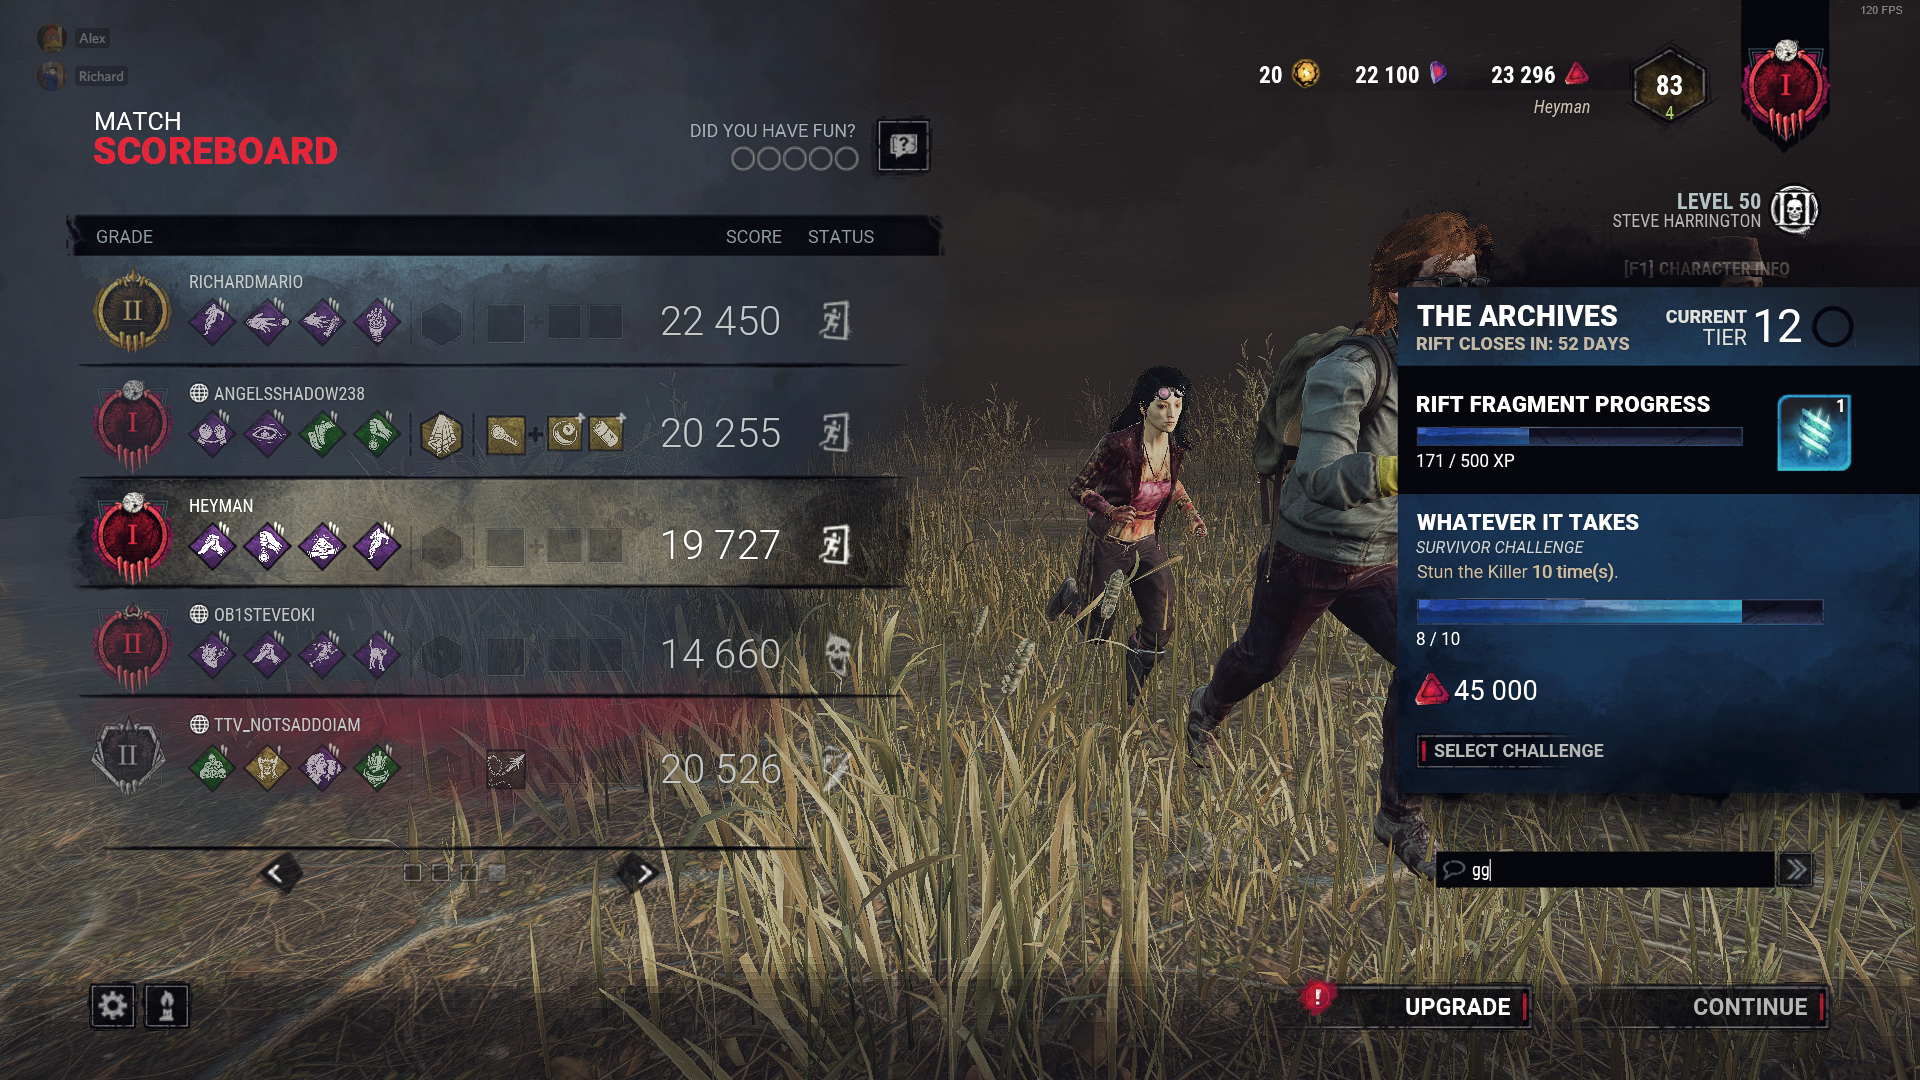 120 FPS
Alex
Richard
MATCH
SCOREBOARD
DID YOU HAVE FUN?
20
22 100
23 296
Heyman
83
4
I
LEVEL 50
STEVE HARRINGTON
[F1] CHARACTER INFO
GRADE SCORE STATUS
II
RICHARDMARIO
22 450
I
ANGELSSHADOW238
20 255
I
HEYMAN
19 727
II
OB1STEVEOKI
14 660
II
TTV_NOTSADDOIAM
20 526
THE ARCHIVES
RIFT CLOSES IN: 52 DAYS
CURRENT
TIER 12
RIFT FRAGMENT PROGRESS
1
171 / 500 XP
WHATEVER IT TAKES
SURVIVOR CHALLENGE
Stun the Killer 10 time(s).
8 / 10
45 000
SELECT CHALLENGE
gg
!
UPGRADE
CONTINUE